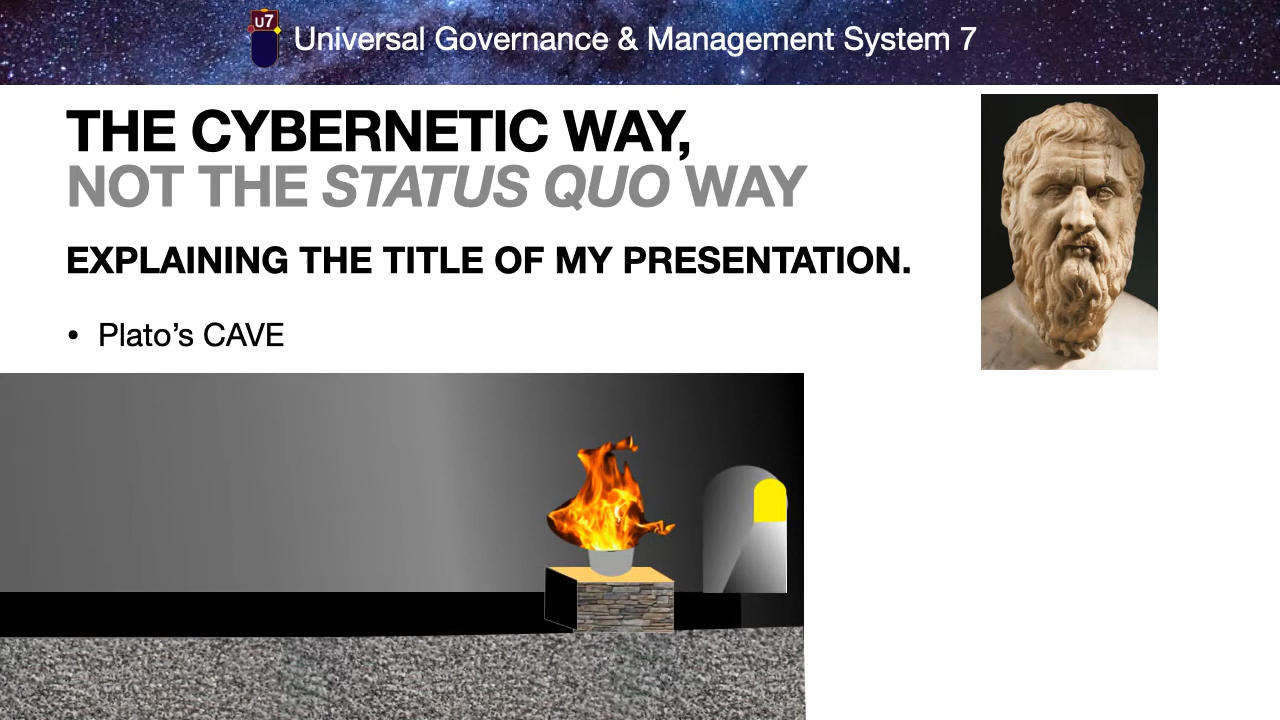 U7
Universal Governance & Management System 7
THE CYBERNETIC WAY,
NOT THE STATUS QUO WAY
EXPLAINING THE TITLE OF MY PRESENTATION.
• Plato’s CAVE